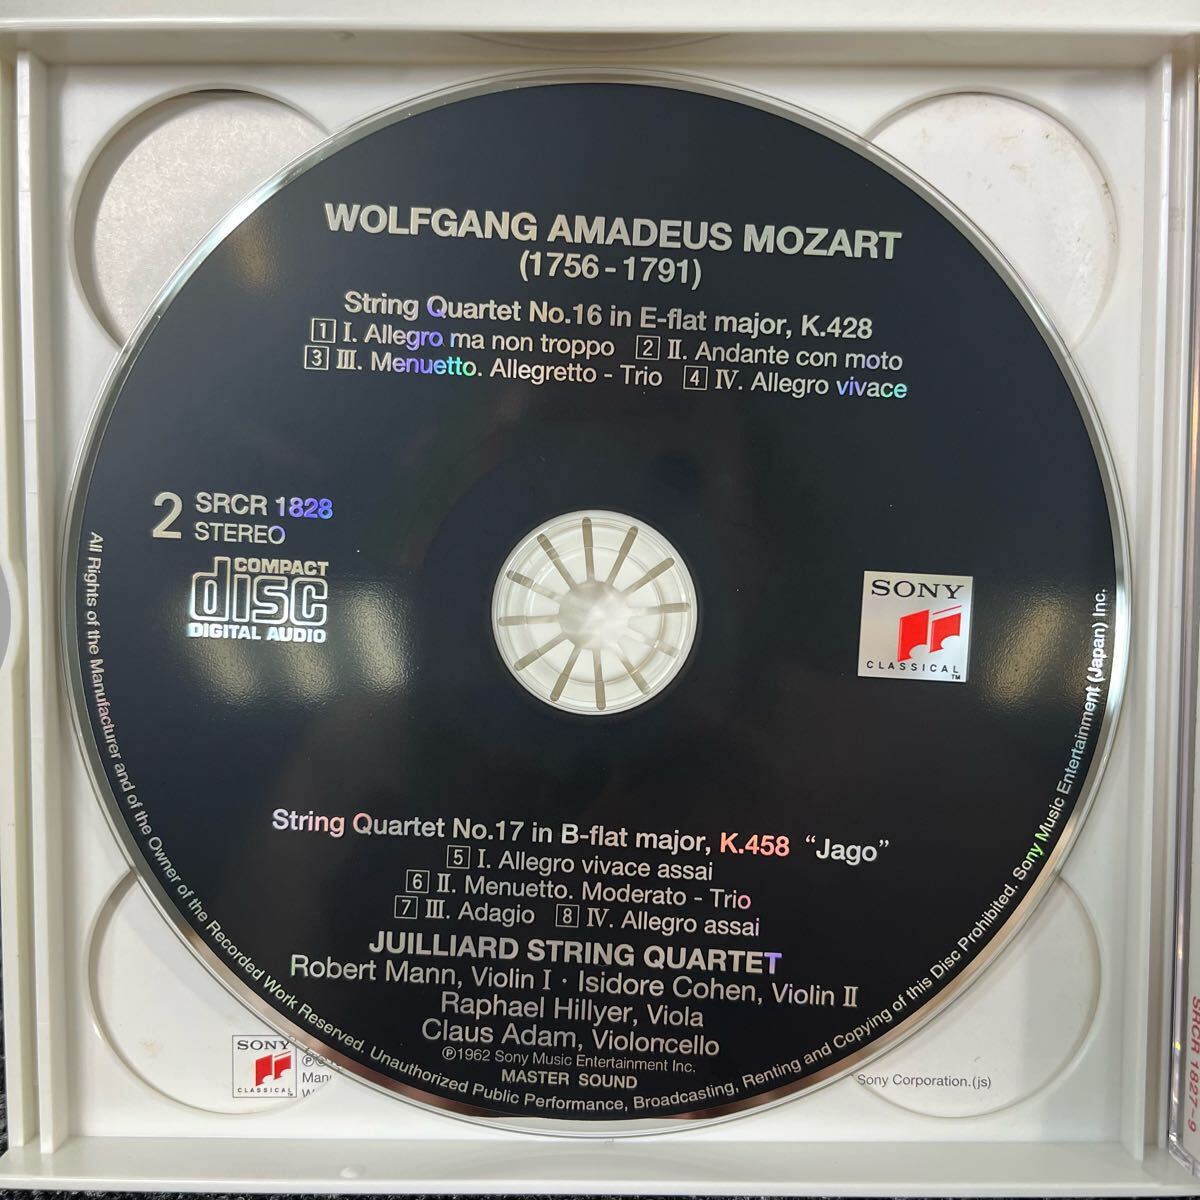 WOLFGANG AMADEUS MOZART
(1756-1791)
String Quartet No.16 in E-flat major, K.428
1 I. Allegro ma non troppo 2 II. Andante con moto
3 III. Menuetto. Allegretto - Trio 4 IV. Allegro vivace
2 SRCR 1828
STEREO
COMPACT
disc
DIGITAL AUDIO
SONY
CLASSICAL™
String Quartet No.17 in B-flat major, K.458 “Jago”
5 I. Allegro vivace assai
6 II. Menuetto. Moderato - Trio
7 III. Adagio 8 IV. Allegro assai
JUILLIARD STRING QUARTET
Robert Mann, Violin I · Isidore Cohen, Violin II
Raphael Hillyer, Viola
Claus Adam, Violoncello
℗1962 Sony Music Entertainment Inc.
MASTER SOUND
All Rights of the Manufacturer and of the Owner of the Recorded Work Reserved. Unauthorized Public Performance, Broadcasting, Renting and Copying of this Disc Prohibited. Sony Music Entertainment (Japan) Inc.
SONY
CLASSICAL™
Sony Corporation.(js)
SRCR 1827-9